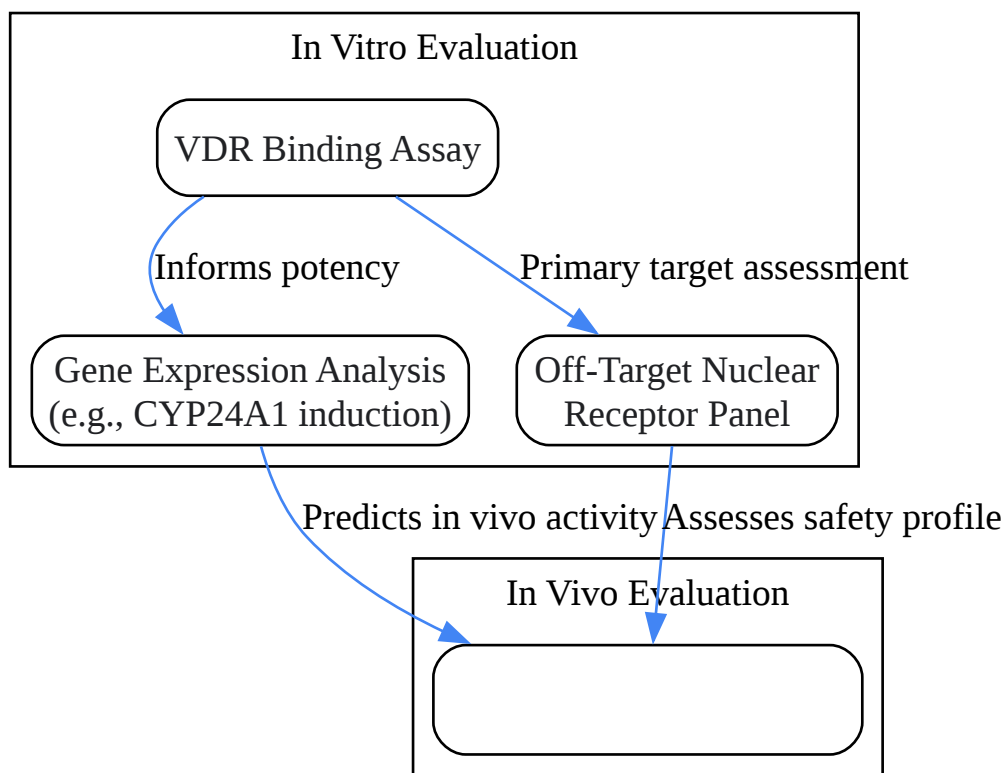 In Vitro Evaluation
VDR Binding Assay
Informs potency
Primary target assessment
Gene Expression Analysis
(e.g., CYP24A1 induction)
Off-Target Nuclear
Receptor Panel
Predicts in vivo activity
Assesses safety profile
In Vivo Evaluation